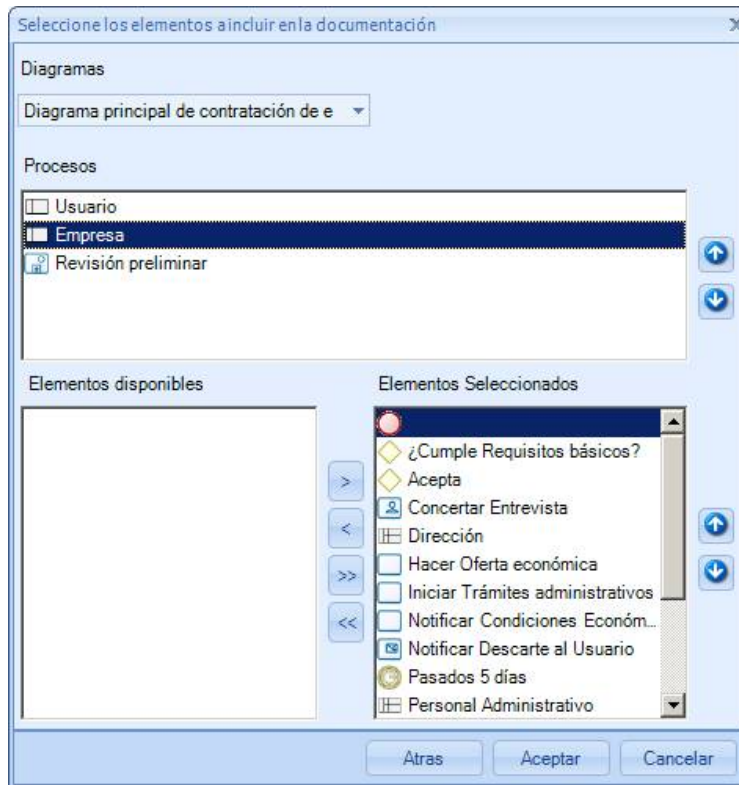 Seleccione los elementos a incluir en la documentación
Diagramas
Diagrama principal de contratación de e
Procesos
Usuario
Empresa
Revisión preliminar
Elementos disponibles
Elementos Seleccionados
¿Cumple Requisitos básicos?
Acepta
Concertar Entrevista
Dirección
Hacer Oferta económica
Iniciar Trámites administrativos
Notificar Condiciones Económ...
Notificar Descarte al Usuario
Pasados 5 días
Personal Administrativo
>
<
>>
<<
Atras
Aceptar
Cancelar